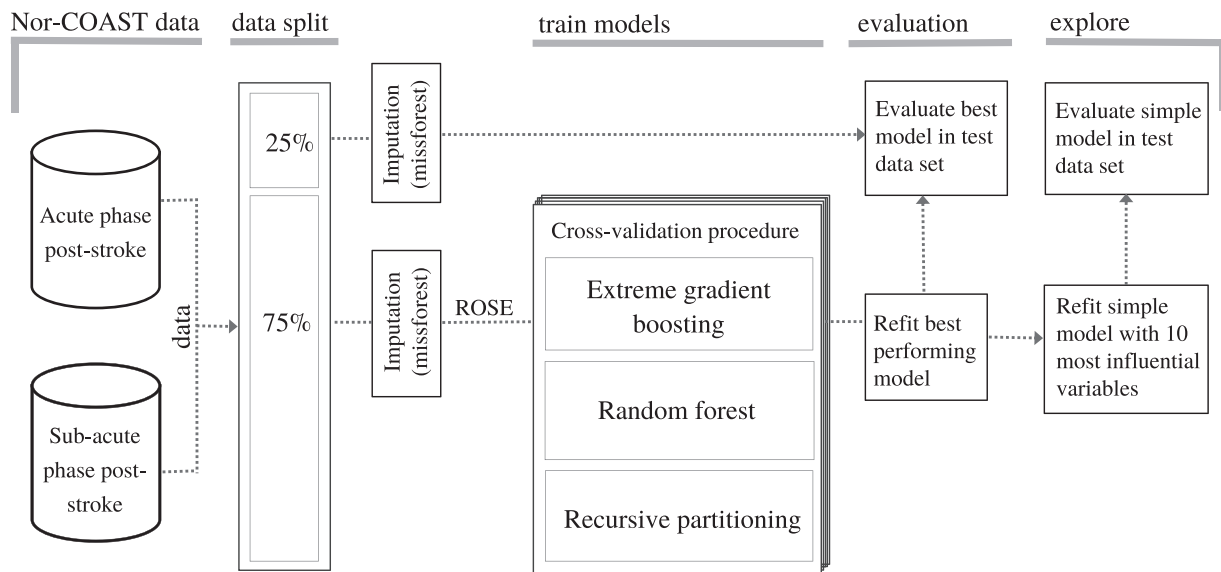 Nor-COAST data
data split
train models
evaluation
explore
Acute phase
post-stroke
Sub-acute
phase post-
stroke
data
25%
75%
Imputation
(missforest)
Imputation
(missforest)
ROSE
Cross-validation procedure
Extreme gradient
boosting
Random forest
Recursive partitioning
Evaluate best
model in test
data set
Refit best
performing
model
Evaluate simple
model in test
data set
Refit simple
model with 10
most influential
variables